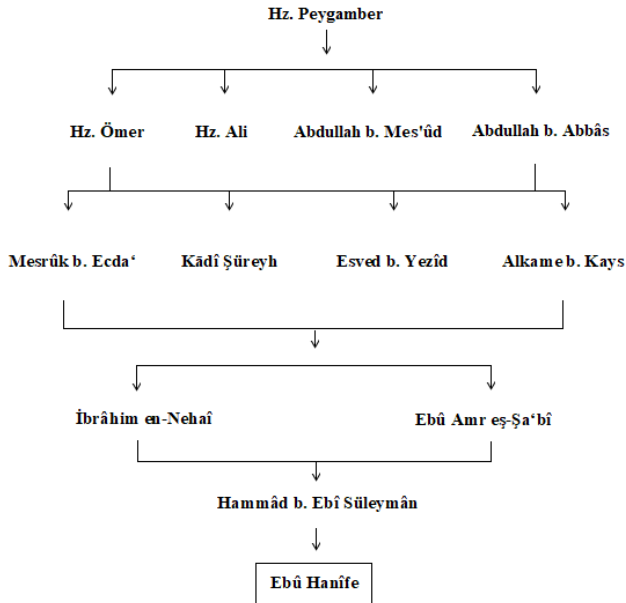 Hz. Peygamber
Hz. Ömer Hz. Ali Abdullah b. Mes'ûd Abdullah b. Abbâs
Mesrûk b. Ecda‘ Kādî Şüreyh Esved b. Yezîd Alkame b. Kays
İbrâhim en-Nehaî Ebû Amr eş-Şa‘bî
Hammâd b. Ebî Süleymân
Ebû Hanîfe